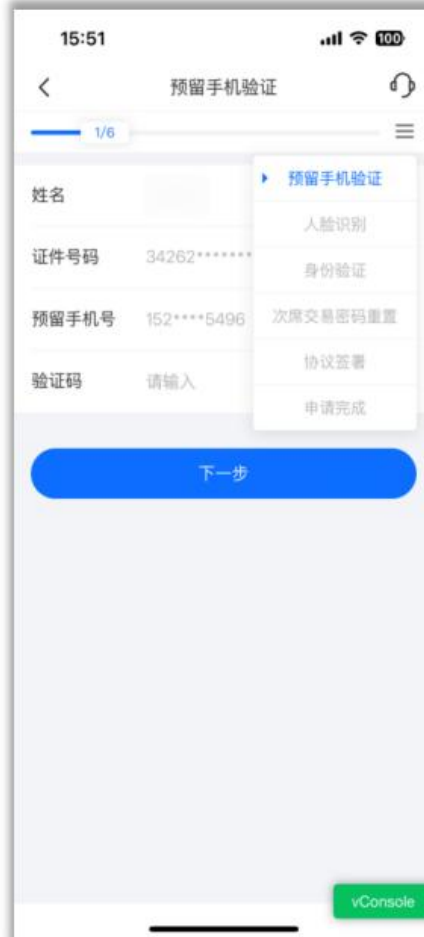 15:51
100
预留手机验证
1/6
预留手机验证
姓名
人脸识别
证件号码 34262********
身份验证
预留手机号 152****5496
次席交易密码重置
协议签署
验证码 请输入
申请完成
下一步
vConsole